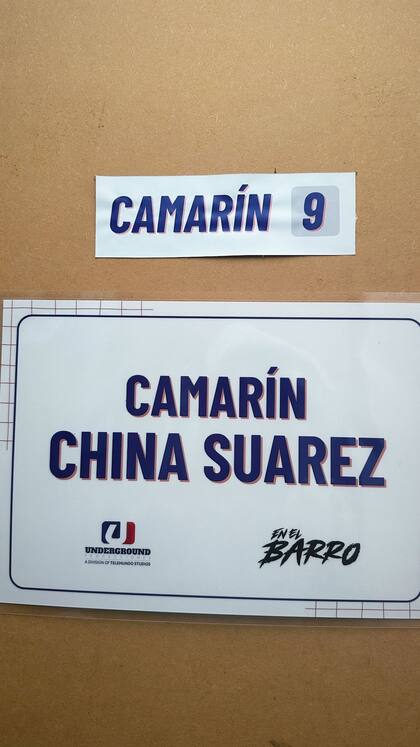 CAMARÍN 9
CAMARÍN
CHINA SUAREZ
UNDERGROUND
A DIVISION OF TELEMUNDO STUDIOS
EN EL
BARRO